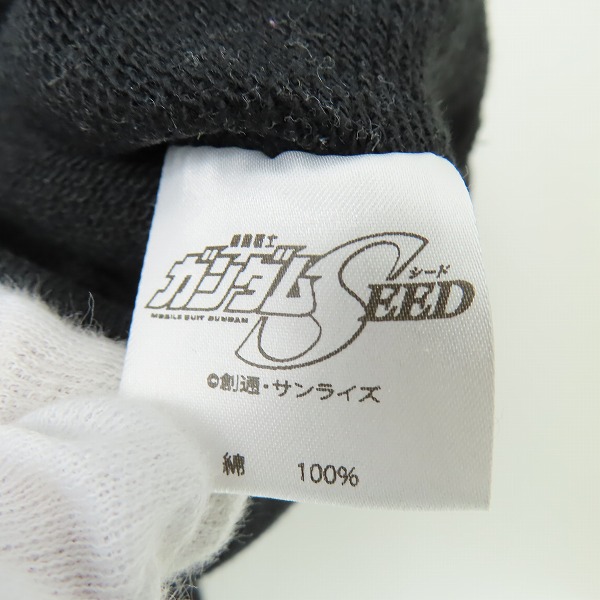 機動戦士
ガンダムSEED
シード
MOBILE SUIT GUNDAM
©創通・サンライズ
綿 100%